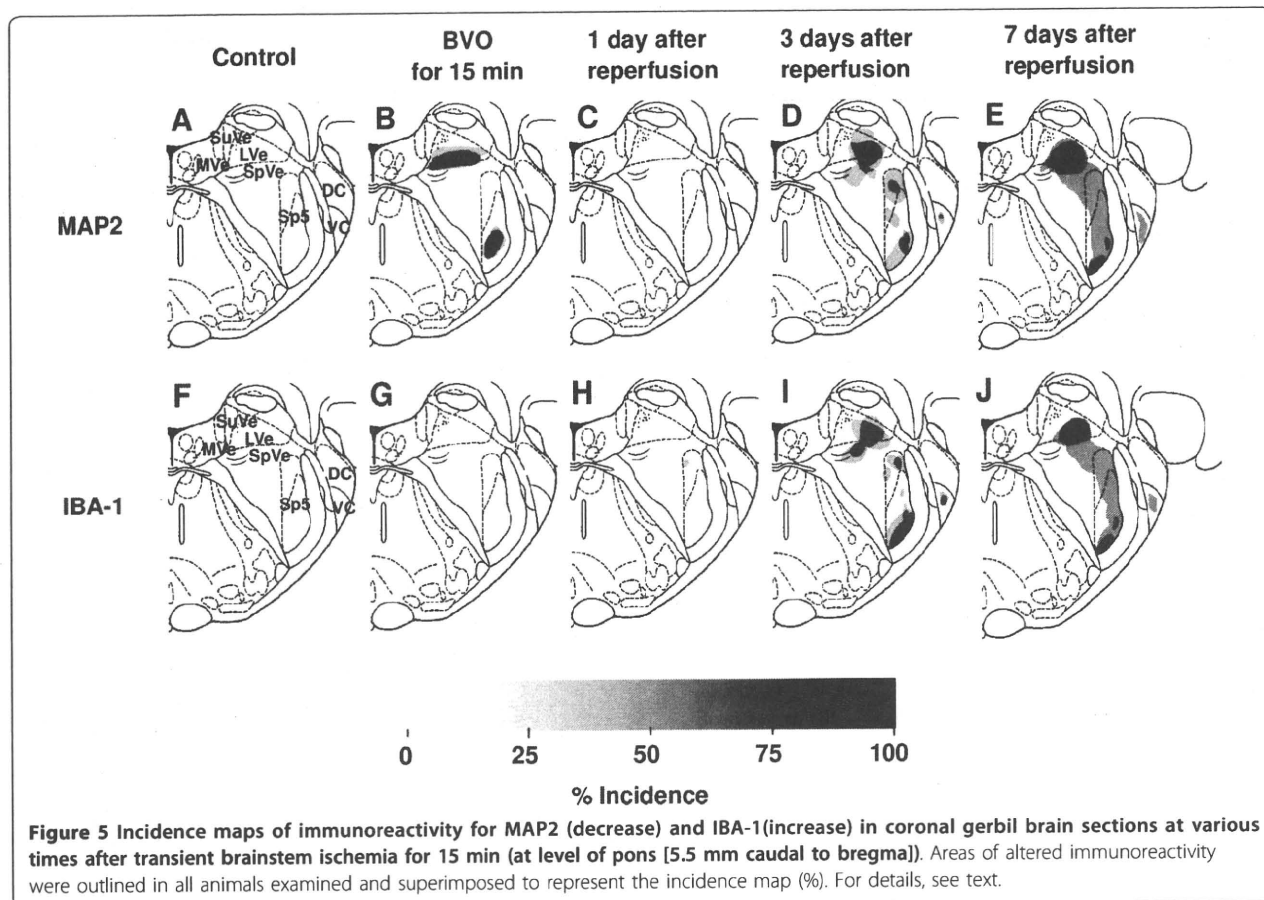 Control
BVO
for 15 min
1 day after
reperfusion
3 days after
reperfusion
7 days after
reperfusion
MAP2
A
SuVe
MVe
LVe
SpVe
DC
Sp5
VC
B
C
D
E
IBA-1
F
SuVe
MVe
LVe
SpVe
DC
Sp5
VC
G
H
I
J
0 25 50 75 100
% Incidence
Figure 5 Incidence maps of immunoreactivity for MAP2 (decrease) and IBA-1(increase) in coronal gerbil brain sections at various
times after transient brainstem ischemia for 15 min (at level of pons [5.5 mm caudal to bregma]). Areas of altered immunoreactivity
were outlined in all animals examined and superimposed to represent the incidence map (%). For details, see text.